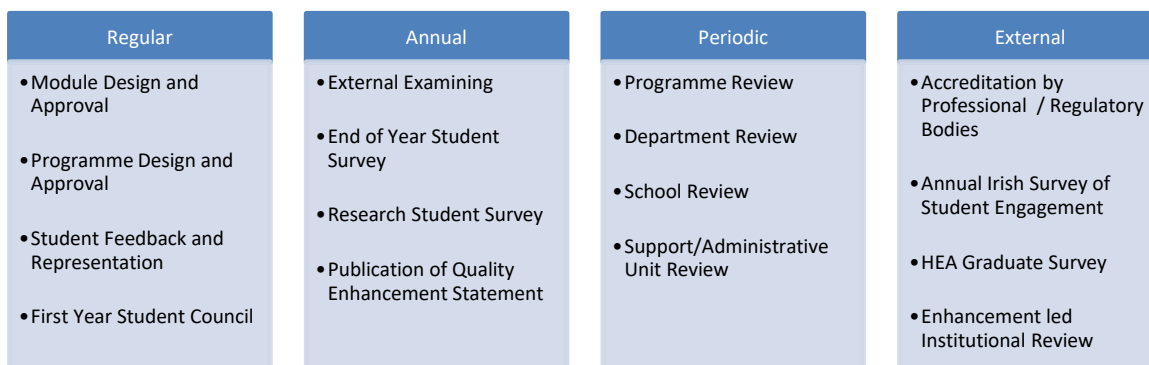 Regular
•Module Design and
Approval
•Programme Design and
Approval
•Student Feedback and
Representation
•First Year Student Council
Annual
•External Examining
•End of Year Student
Survey
•Research Student Survey
•Publication of Quality
Enhancement Statement
Periodic
•Programme Review
•Department Review
•School Review
•Support/Administrative
Unit Review
External
•Accreditation by
Professional / Regulatory
Bodies
•Annual Irish Survey of
Student Engagement
•HEA Graduate Survey
•Enhancement led
Institutional Review